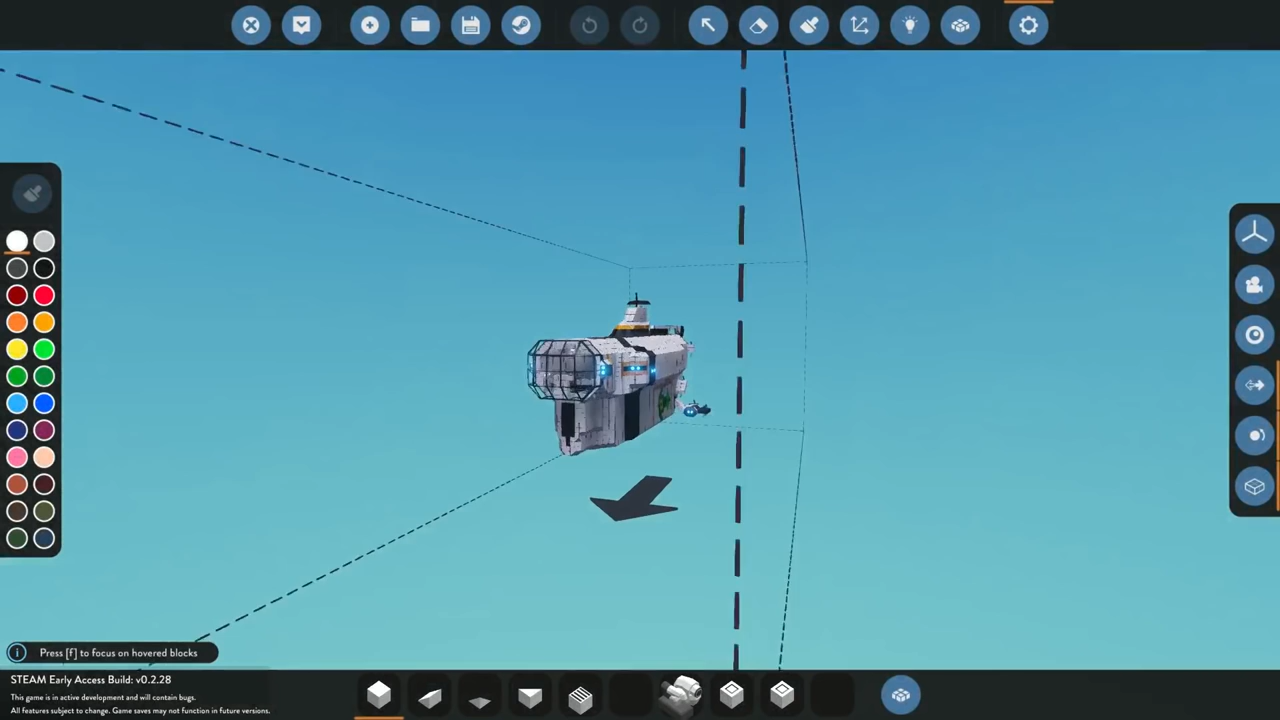 Press [f] to focus on hovered blocks
STEAM Early Access Build: v0.2.28
This game is in active development and will contain bugs.
All features subject to change. Game saves may not function in future versions.